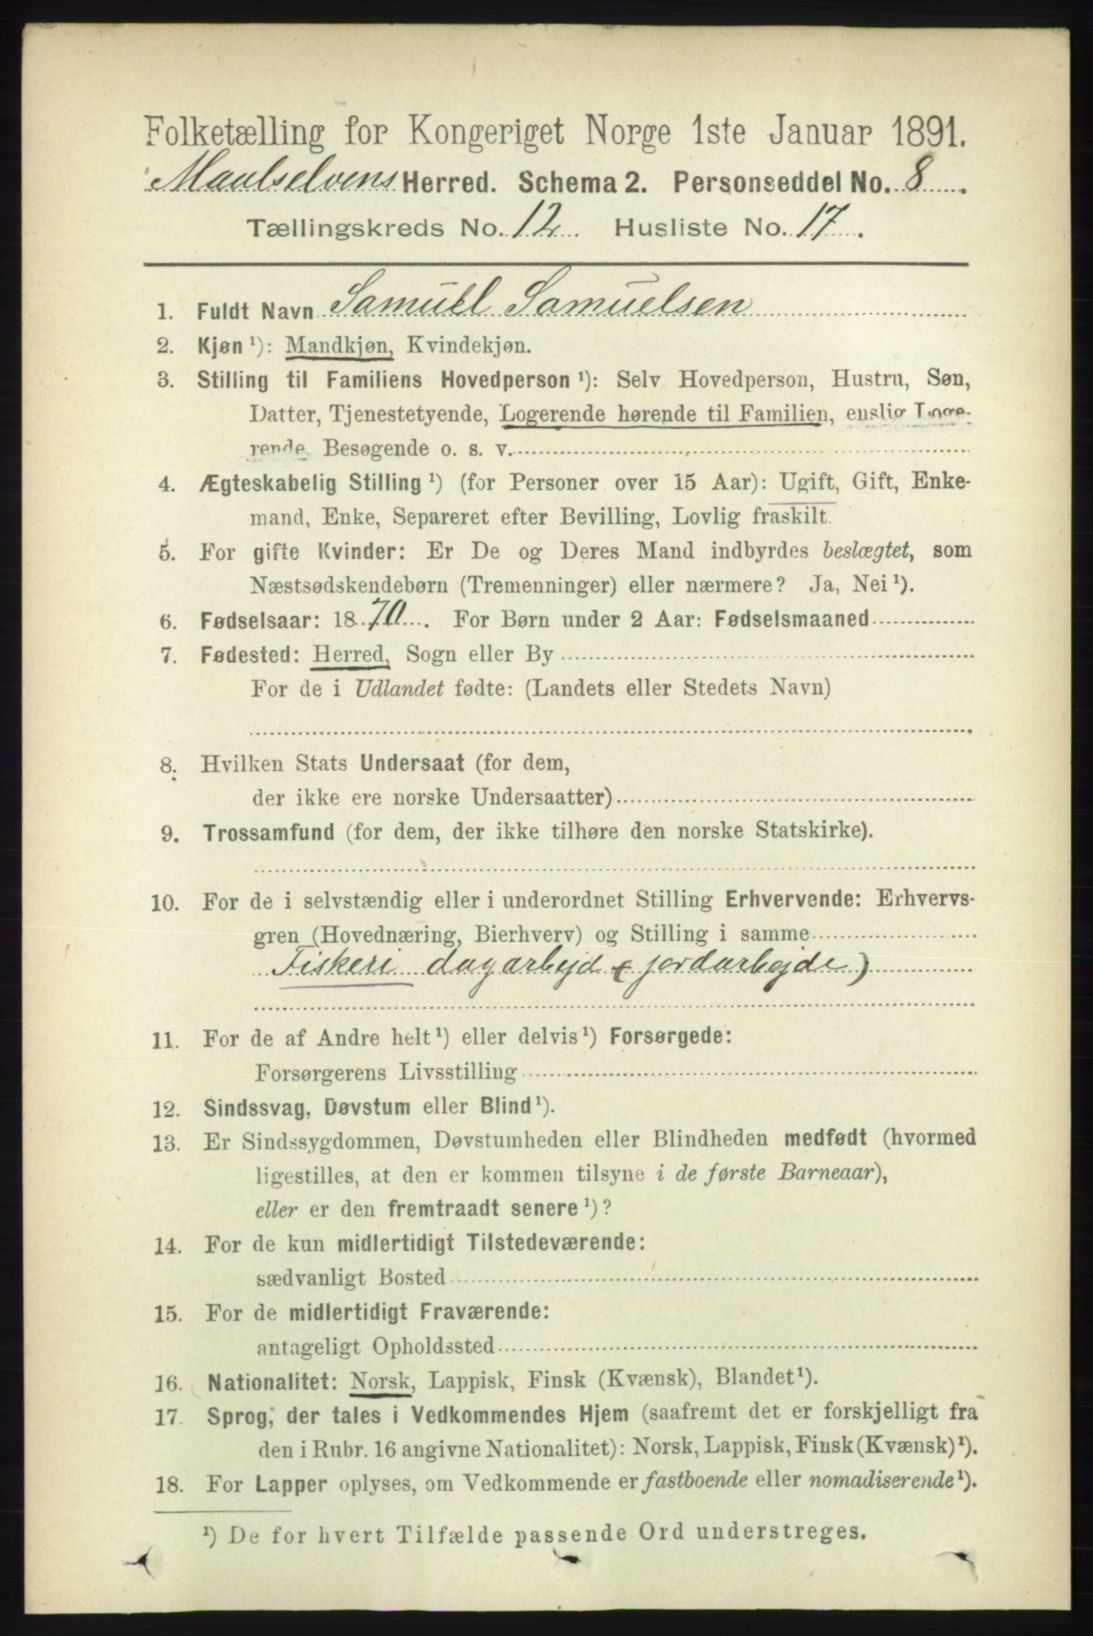 Folketælling for Kongeriget Norge 1ste Januar 1891.
Maalselvens Herred. Schema 2. Personseddel No. 8.
Tællingskreds No. 12. Husliste No. 17.
1. Fuldt Navn Samuel Samuelsen
2. Kjøn ¹): Mandkjøn, Kvindekjøn.
3. Stilling til Familiens Hovedperson ¹): Selv Hovedperson, Hustru, Søn,
Datter, Tjenestetyende, Logerende hørende til Familien, enslig Loge-
rende, Besøgende o. s. v.
4. Ægteskabelig Stilling ¹) (for Personer over 15 Aar): Ugift, Gift, Enke-
mand, Enke, Separeret efter Bevilling, Lovlig fraskilt.
5. For gifte Kvinder: Er De og Deres Mand indbyrdes beslægtet, som
Næstsødskendebørn (Tremenninger) eller nærmere? Ja, Nei ¹).
6. Fødselsaar: 1870. For Børn under 2 Aar: Fødselsmaaned
7. Fødested: Herred, Sogn eller By
For de i Udlandet fødte: (Landets eller Stedets Navn)
8. Hvilken Stats Undersaat (for dem,
der ikke ere norske Undersaatter)
9. Trossamfund (for dem, der ikke tilhøre den norske Statskirke).
10. For de i selvstændig eller i underordnet Stilling Erhvervende: Erhvervs-
gren (Hovednæring, Bierhverv) og Stilling i samme
Fiskeri dagarbejd (jordarbejde)
11. For de af Andre helt ¹) eller delvis ¹) Forsørgede:
Forsørgerens Livsstilling
12. Sindssvag, Døvstum eller Blind ¹).
13. Er Sindssygdommen, Døvstumheden eller Blindheden medfødt (hvormed
ligestilles, at den er kommen tilsyne i de første Barneaar),
eller er den fremtraadt senere ¹)?
14. For de kun midlertidigt Tilstedeværende:
sædvanligt Bosted
15. For de midlertidigt Fraværende:
antageligt Opholdssted
16. Nationalitet: Norsk, Lappisk, Finsk (Kvænsk), Blandet ¹).
17. Sprog, der tales i Vedkommendes Hjem (saafremt det er forskjelligt fra
den i Rubr. 16 angivne Nationalitet): Norsk, Lappisk, Finsk (Kvænsk) ¹).
18. For Lapper oplyses, om Vedkommende er fastboende eller nomadiserende ¹).
¹) De for hvert Tilfælde passende Ord understreges.